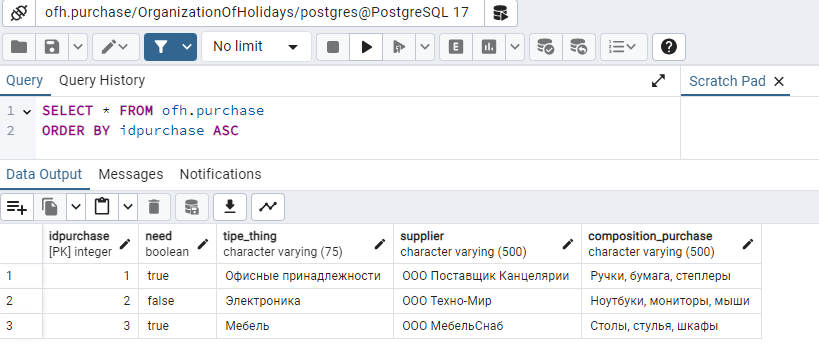 ofh.purchase/OrganizationOfHolidays/postgres@PostgreSQL 17
No limit
E
Query Query History
Scratch Pad
1 SELECT * FROM ofh.purchase
2 ORDER BY idpurchase ASC
Data Output Messages Notifications
idpurchase need tipe_thing supplier composition_purchase
[PK] integer boolean character varying (75) character varying (500) character varying (500)
1 1 true Офисные принадлежности ООО Поставщик Канцелярии Ручки, бумага, степлеры
2 2 false Электроника ООО Техно-Мир Ноутбуки, мониторы, мыши
3 3 true Мебель ООО МебельСнаб Столы, стулья, шкафы